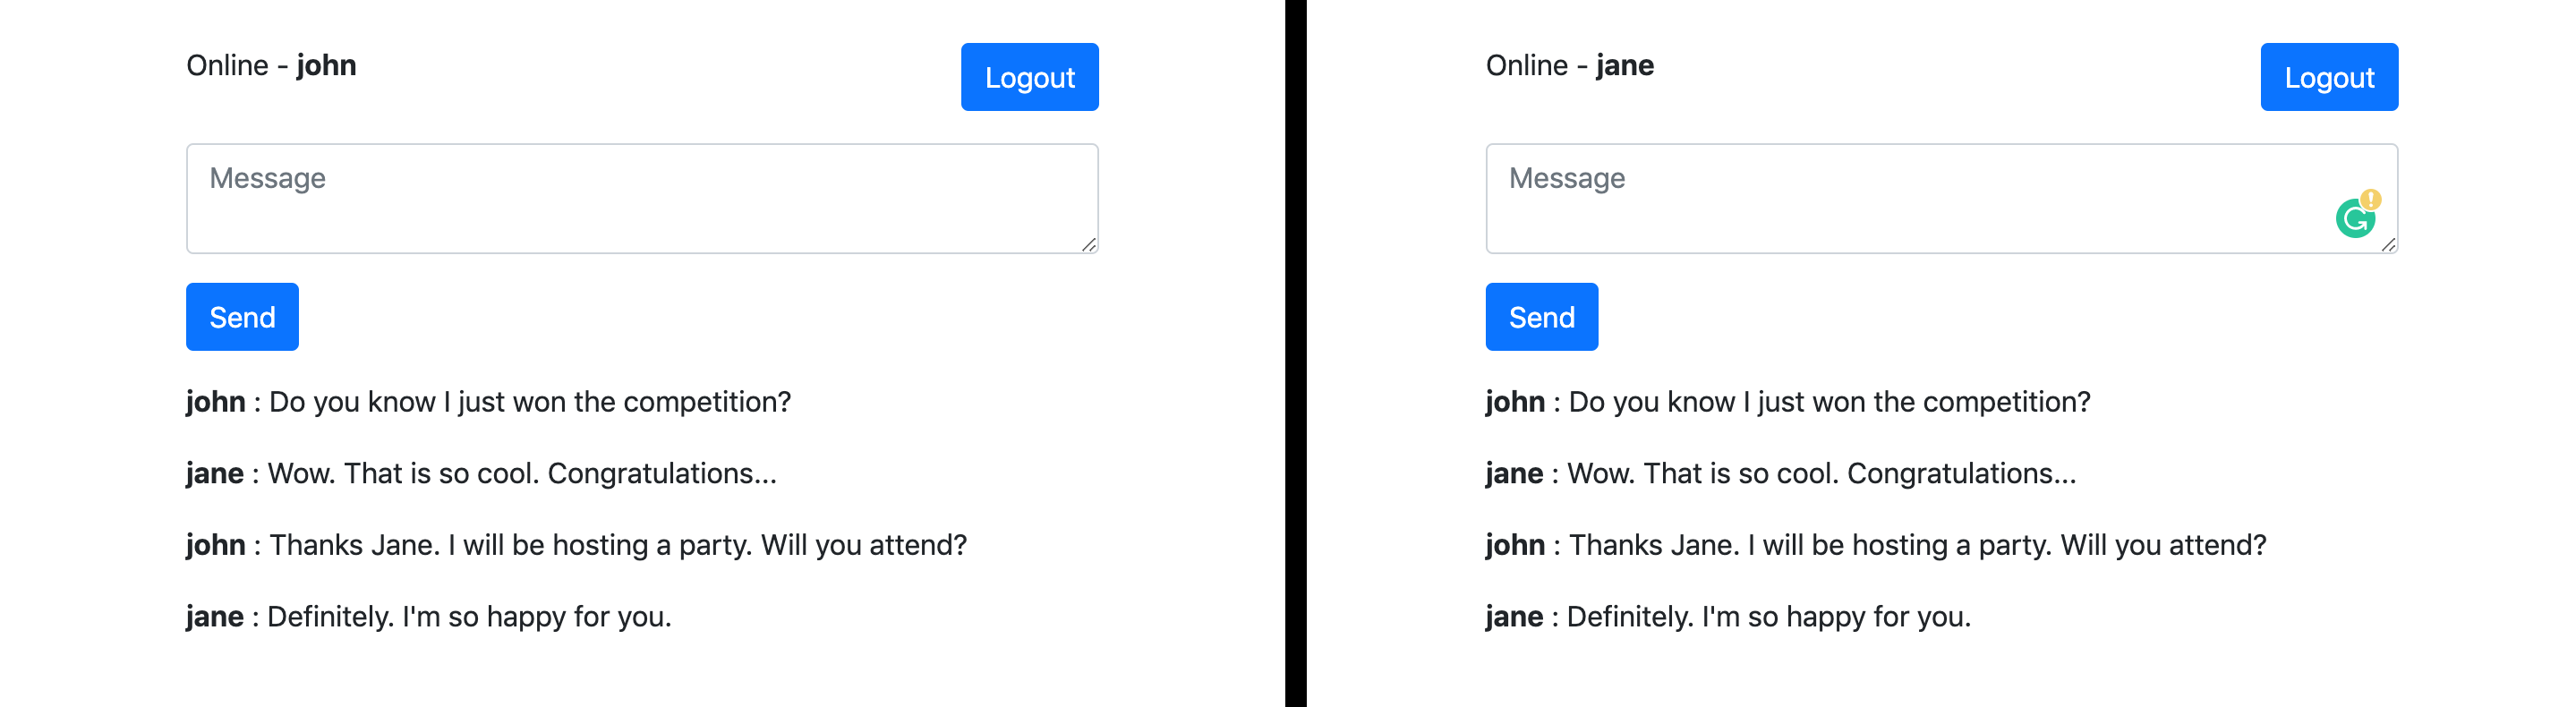 Online - john
Logout
Message
Send
john : Do you know I just won the competition?
jane : Wow. That is so cool. Congratulations...
john : Thanks Jane. I will be hosting a party. Will you attend?
jane : Definitely. I'm so happy for you.
Online - jane
Logout
Message
Send
john : Do you know I just won the competition?
jane : Wow. That is so cool. Congratulations...
john : Thanks Jane. I will be hosting a party. Will you attend?
jane : Definitely. I'm so happy for you.